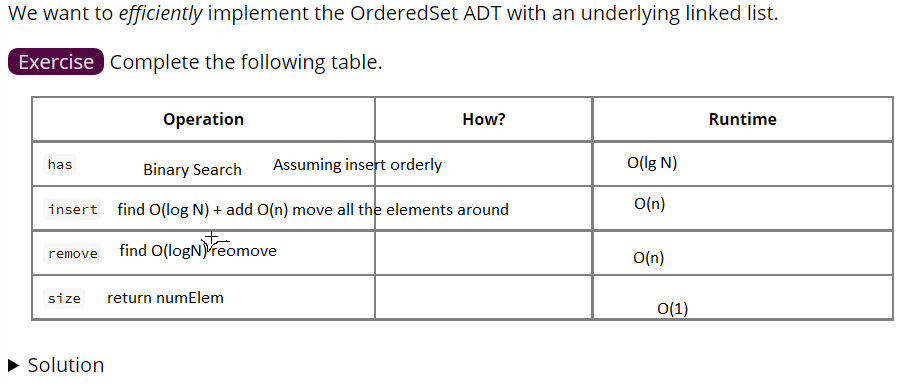 We want to efficiently implement the OrderedSet ADT with an underlying linked list.
Exercise Complete the following table.
Operation How? Runtime
has Binary Search Assuming insert orderly O(lg N)
insert find O(log N) + add O(n) move all the elements around O(n)
remove find O(logN) reomove O(n)
size return numElem O(1)
▶ Solution